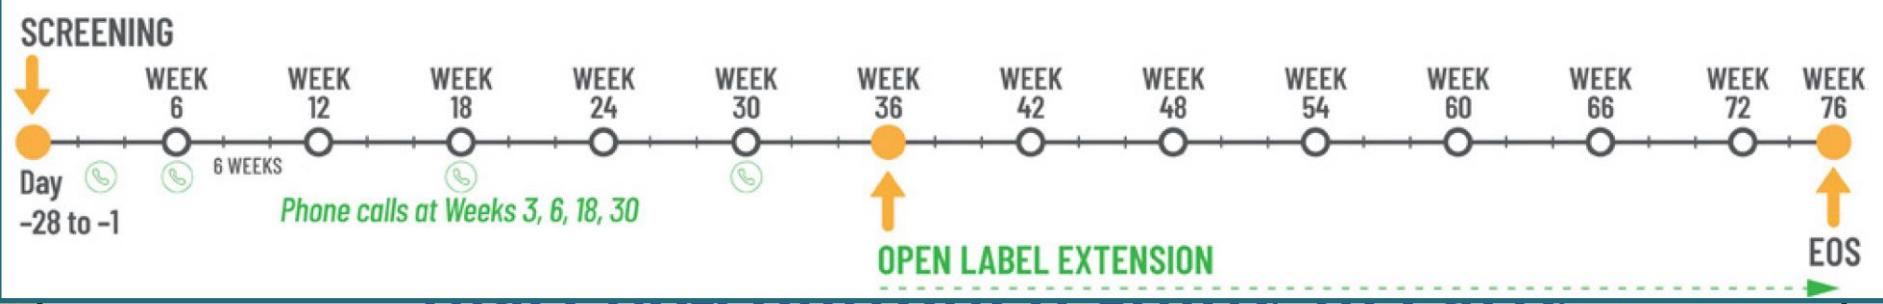 SCREENING
WEEK WEEK WEEK WEEK WEEK WEEK WEEK WEEK WEEK WEEK WEEK WEEK WEEK
6 12 18 24 30 36 42 48 54 60 66 72 76
6 WEEKS
Day
-28 to -1
Phone calls at Weeks 3, 6, 18, 30
OPEN LABEL EXTENSION
EOS